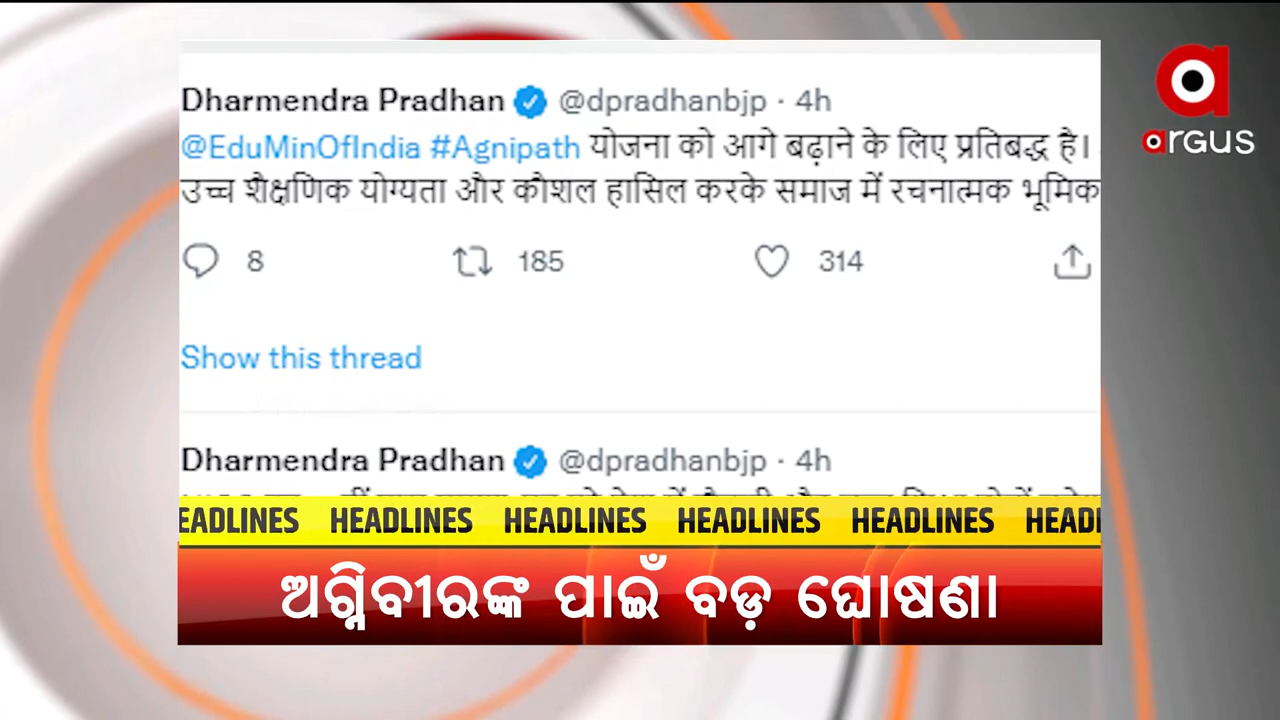 Dharmendra Pradhan @dpradhanbjp · 4h
@EduMinOfIndia #Agnipath योजना को आगे बढ़ाने के लिए प्रतिबद्ध है।
उच्च शैक्षणिक योग्यता और कौशल हासिल करके समाज में रचनात्मक भूमिक
8 185 314
Show this thread
Dharmendra Pradhan @dpradhanbjp · 4h
EADLINES HEADLINES HEADLINES HEADLINES HEADLINES HEADL
ଅଗ୍ନିବୀରଙ୍କ ପାଇଁ ବଡ଼ ଘୋଷଣା
a
argus